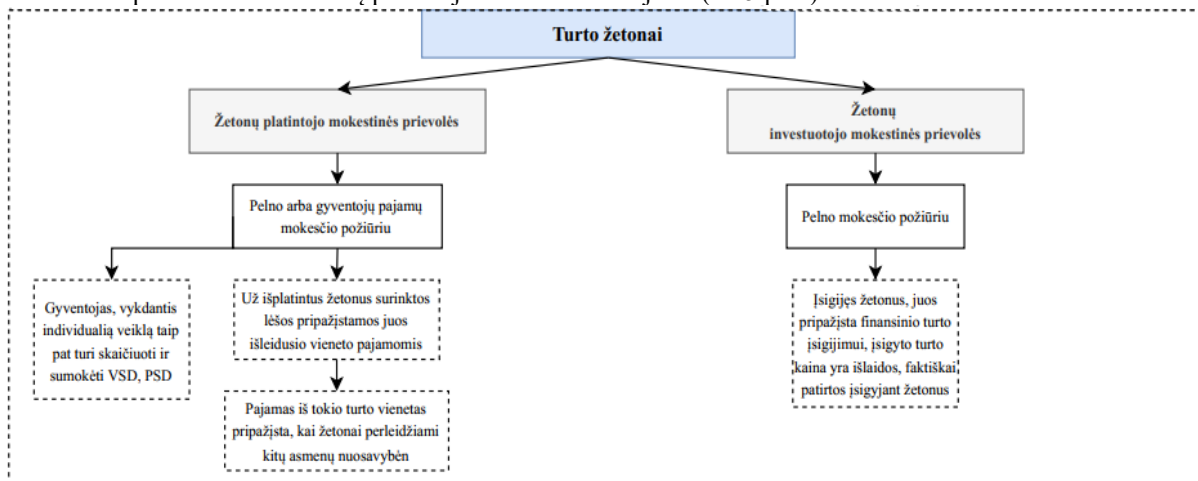 Turto žetonai
Žetonų platintojo mokestinės prievolės
Žetonų
investuotojo mokestinės prievolės
Pelno arba gyventojų pajamų
mokesčio požiūriu
Pelno mokesčio požiūriu
Gyventojas, vykdantis
individualią veiklą taip
pat turi skaičiuoti ir
sumokėti VSD, PSD
Už išplatintus žetonus surinktos
lėšos pripažįstamos juos
išleidusio vieneto pajamomis
Pajamas iš tokio turto vienetas
pripažįsta, kai žetonai perleidžiami
kitų asmenų nuosavybėn
Įsigijęs žetonus, juos
pripažįsta finansinio turto
įsigijimui, įsigyto turto
kaina yra išlaidos, faktiškai
patirtos įsigyjant žetonus